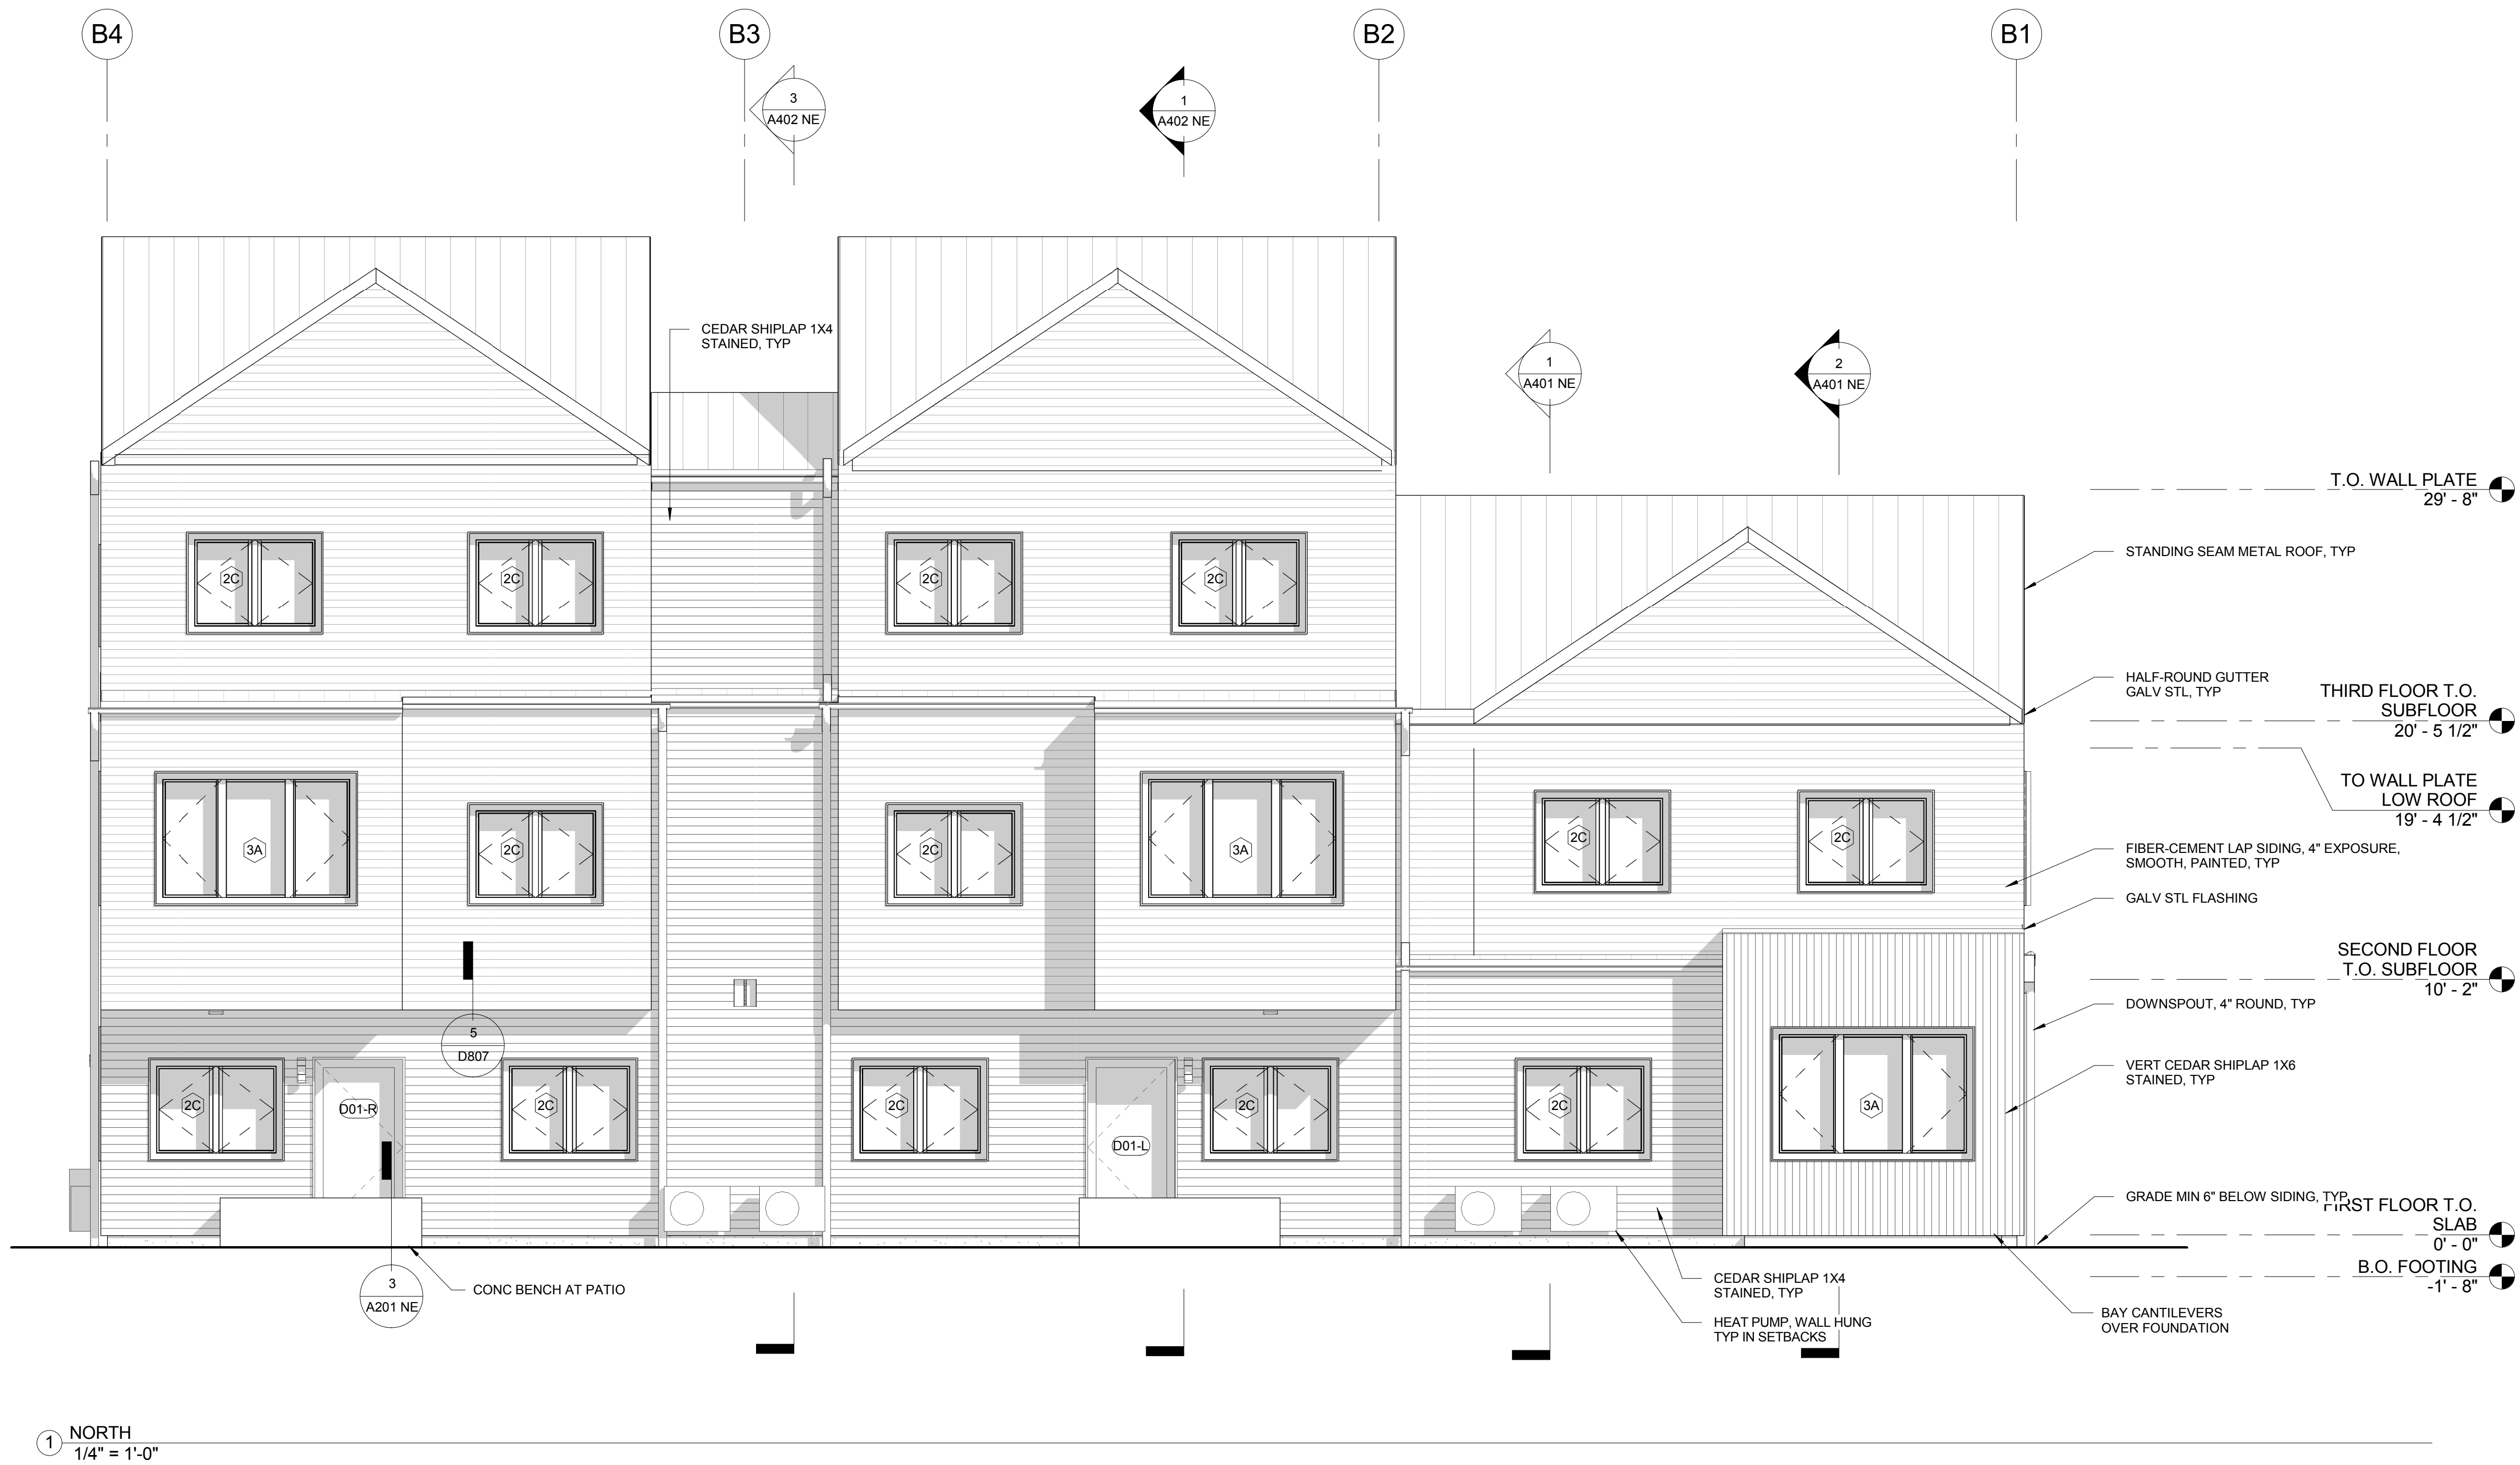 B4
B3
B2
B1
3
A402 NE
1
A402 NE
CEDAR SHIPLAP 1X4
STAINED, TYP
1
A401 NE
2
A401 NE
T.O. WALL PLATE
29' - 8"
STANDING SEAM METAL ROOF, TYP
2C
2C
2C
2C
HALF-ROUND GUTTER
GALV STL, TYP
THIRD FLOOR T.O.
SUBFLOOR
20' - 5 1/2"
TO WALL PLATE
LOW ROOF
19' - 4 1/2"
3A
2C
2C
3A
2C
2C
FIBER-CEMENT LAP SIDING, 4" EXPOSURE,
SMOOTH, PAINTED, TYP
GALV STL FLASHING
SECOND FLOOR
T.O. SUBFLOOR
10' - 2"
DOWNSPOUT, 4" ROUND, TYP
5
D807
VERT CEDAR SHIPLAP 1X6
STAINED, TYP
2C
D01-R
2C
2C
D01-L
2C
2C
3A
GRADE MIN 6" BELOW SIDING, TYP
FIRST FLOOR T.O.
SLAB
0' - 0"
B.O. FOOTING
-1' - 8"
3
A201 NE
CONC BENCH AT PATIO
CEDAR SHIPLAP 1X4
STAINED, TYP
HEAT PUMP, WALL HUNG
TYP IN SETBACKS
BAY CANTILEVERS
OVER FOUNDATION
1
NORTH
1/4" = 1'-0"